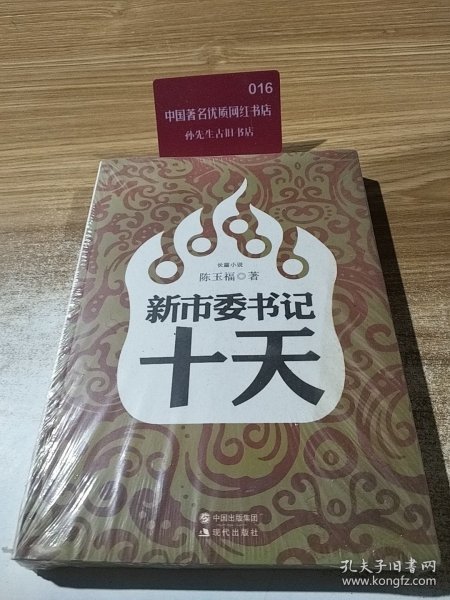 016
中国著名优质网红书店
孙先生古旧书店
长篇小说
陈玉福◎著
新市委书记
十天
中国出版集团
现代出版社
孔夫子旧书网
www.kongfz.com